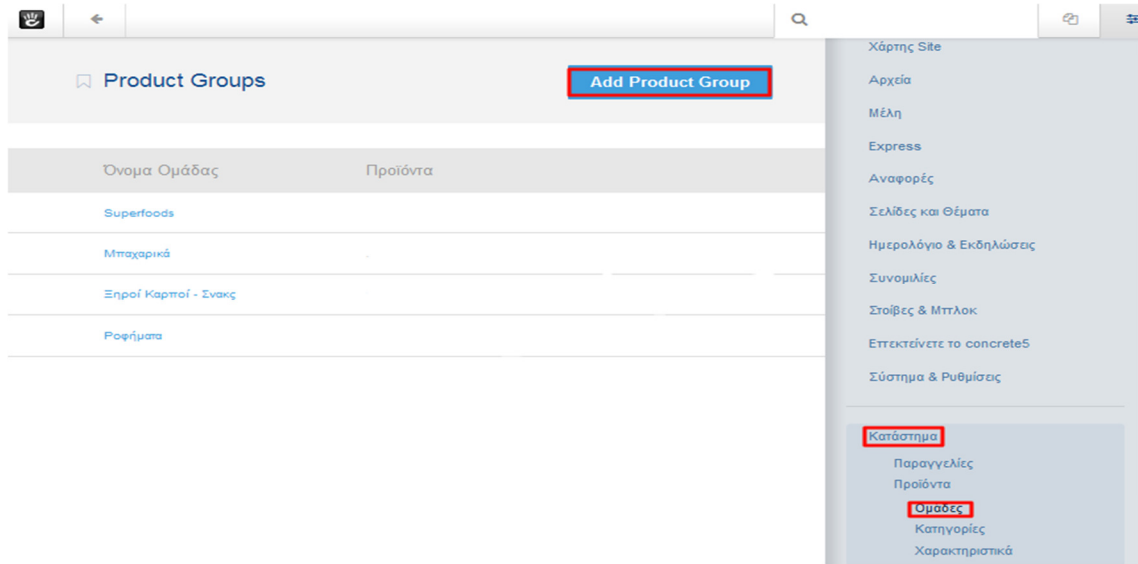 Product Groups
Add Product Group
Όνομα Ομάδας
Προϊόντα
Superfoods
Μπαχαρικά
Ξηροί Καρποί - Σνακς
Ροφήματα
Χάρτης Site
Αρχεία
Μέλη
Express
Αναφορές
Σελίδες και Θέματα
Ημερολόγιο & Εκδηλώσεις
Συνομιλίες
Στοίβες & Μπλοκ
Επεκτείνετε το concrete5
Σύστημα & Ρυθμίσεις
Κατάστημα
Παραγγελίες
Προϊόντα
Ομάδες
Κατηγορίες
Χαρακτηριστικά